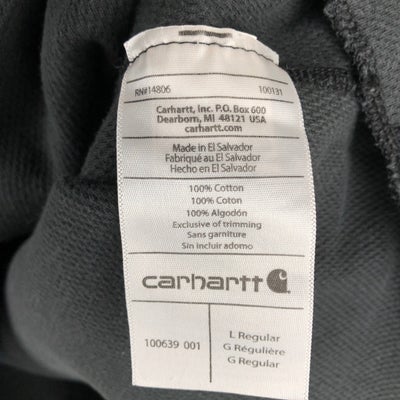 RN#14806 100131
Carhartt, Inc. P.O. Box 600
Dearborn, MI 48121 USA
carhartt.com
Made in El Salvador
Fabriqué au El Salvador
Hecho en El Salvador
100% Cotton
100% Coton
100% Algodón
Exclusive of trimming
Sans garniture
Sin incluir adorno
carhartt
100639 001
L Regular
G Régulière
G Regular